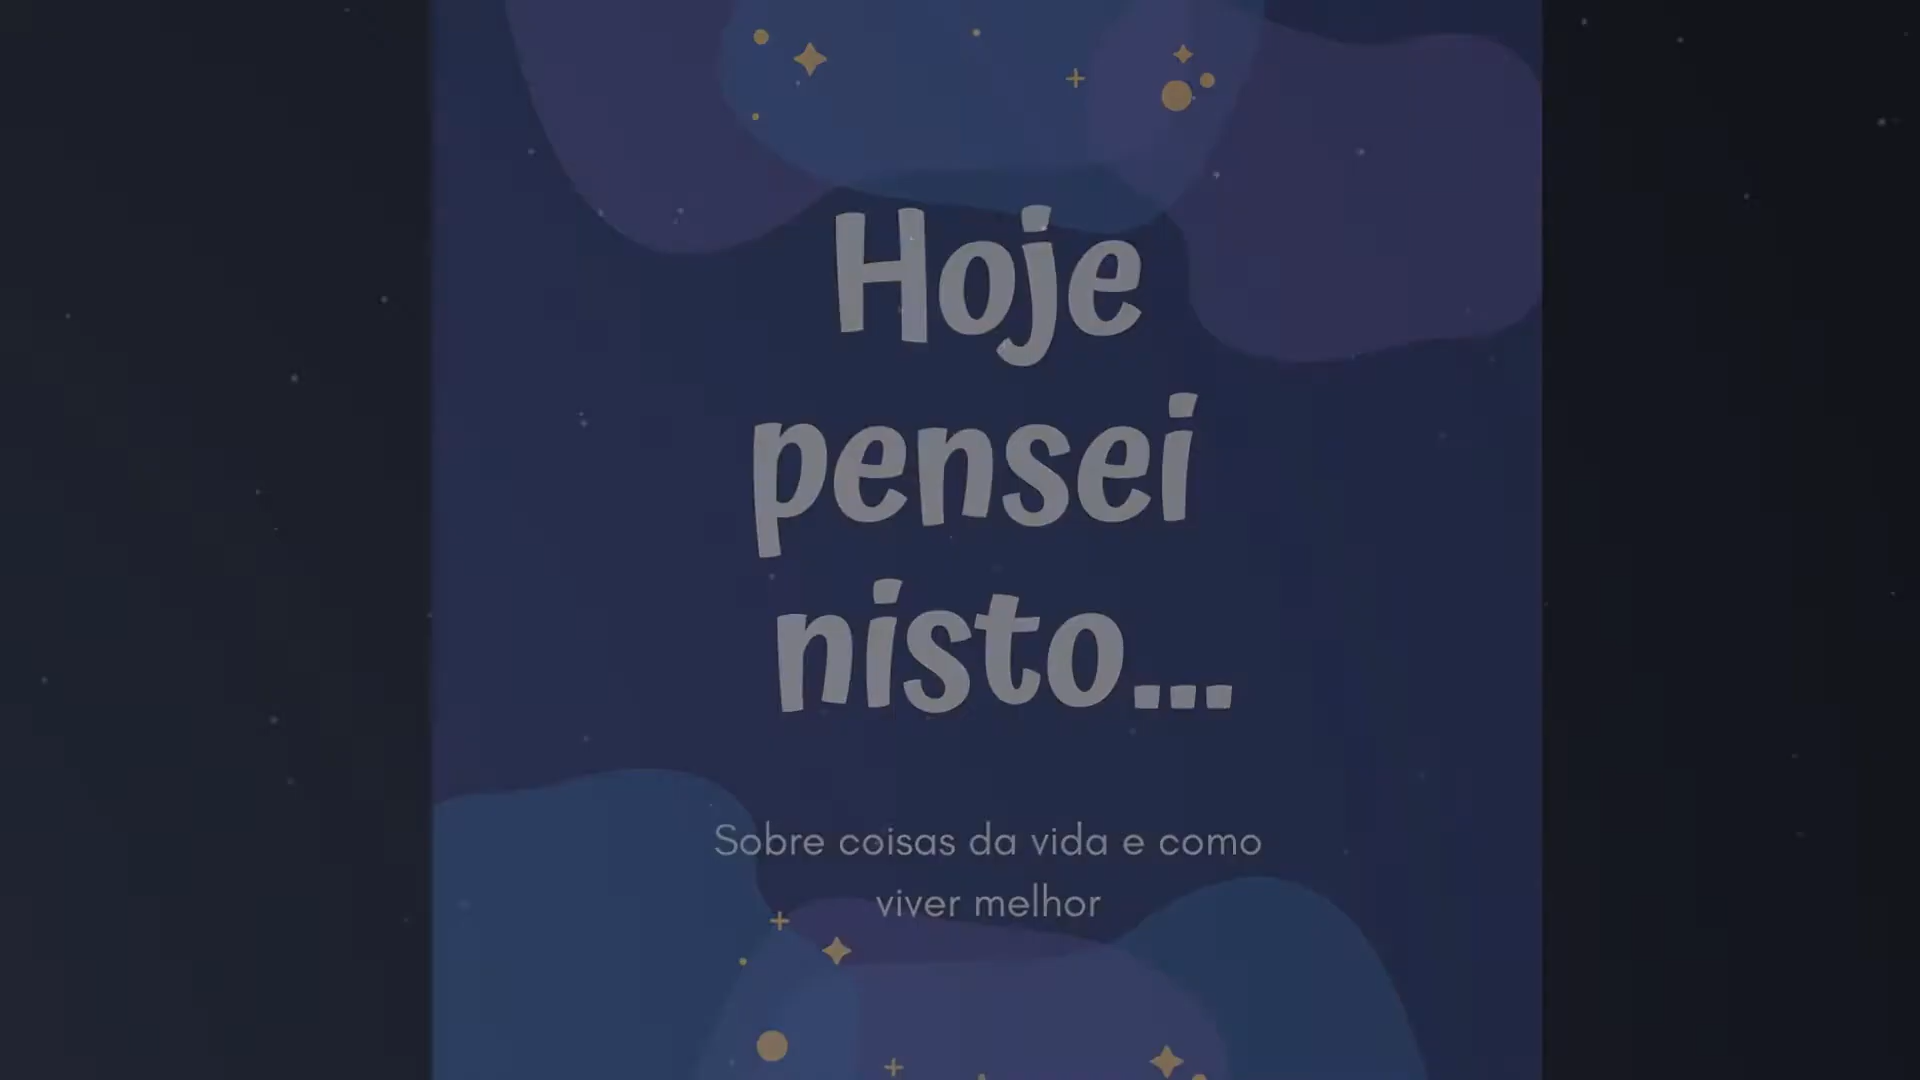 Hoje
pensei
nisto...
Sobre coisas da vida e como
viver melhor